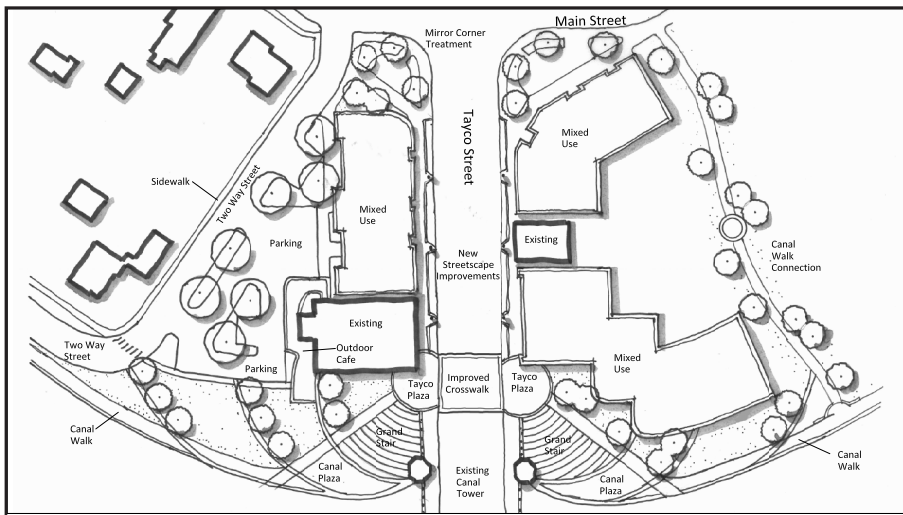 Main Street
Mirror Corner
Treatment
Tayco Street
Mixed
Use
Sidewalk
Two Way Street
Mixed
Use
Parking
Existing
New
Streetscape
Improvements
Canal
Walk
Connection
Existing
Outdoor
Cafe
Two Way
Street
Parking
Mixed
Use
Tayco
Plaza
Improved
Crosswalk
Tayco
Plaza
Canal
Walk
Grand
Stair
Grand
Stair
Canal
Plaza
Existing
Canal
Tower
Canal
Plaza
Canal
Walk